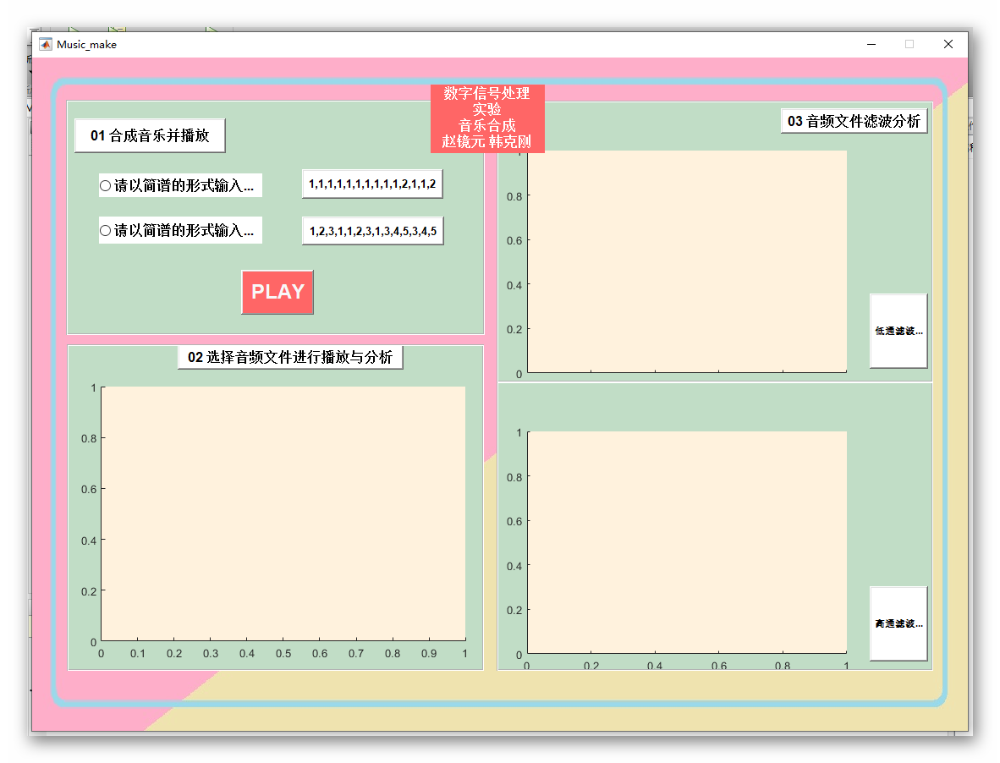 Music_make
数字信号处理
实验
音乐合成
赵镜元 韩克刚
01 合成音乐并播放
请以简谱的形式输入...
1,1,1,1,1,1,1,1,1,1,2,1,1,2
请以简谱的形式输入...
1,2,3,1,1,2,3,1,3,4,5,3,4,5
PLAY
02 选择音频文件进行播放与分析
1
0.8
0.6
0.4
0.2
0
0 0.1 0.2 0.3 0.4 0.5 0.6 0.7 0.8 0.9 1
03 音频文件滤波分析
0.8
0.6
0.4
0.2
0
低通滤波...
1
0.8
0.6
0.4
0.2
0
0 0.2 0.4 0.6 0.8 1
高通滤波...